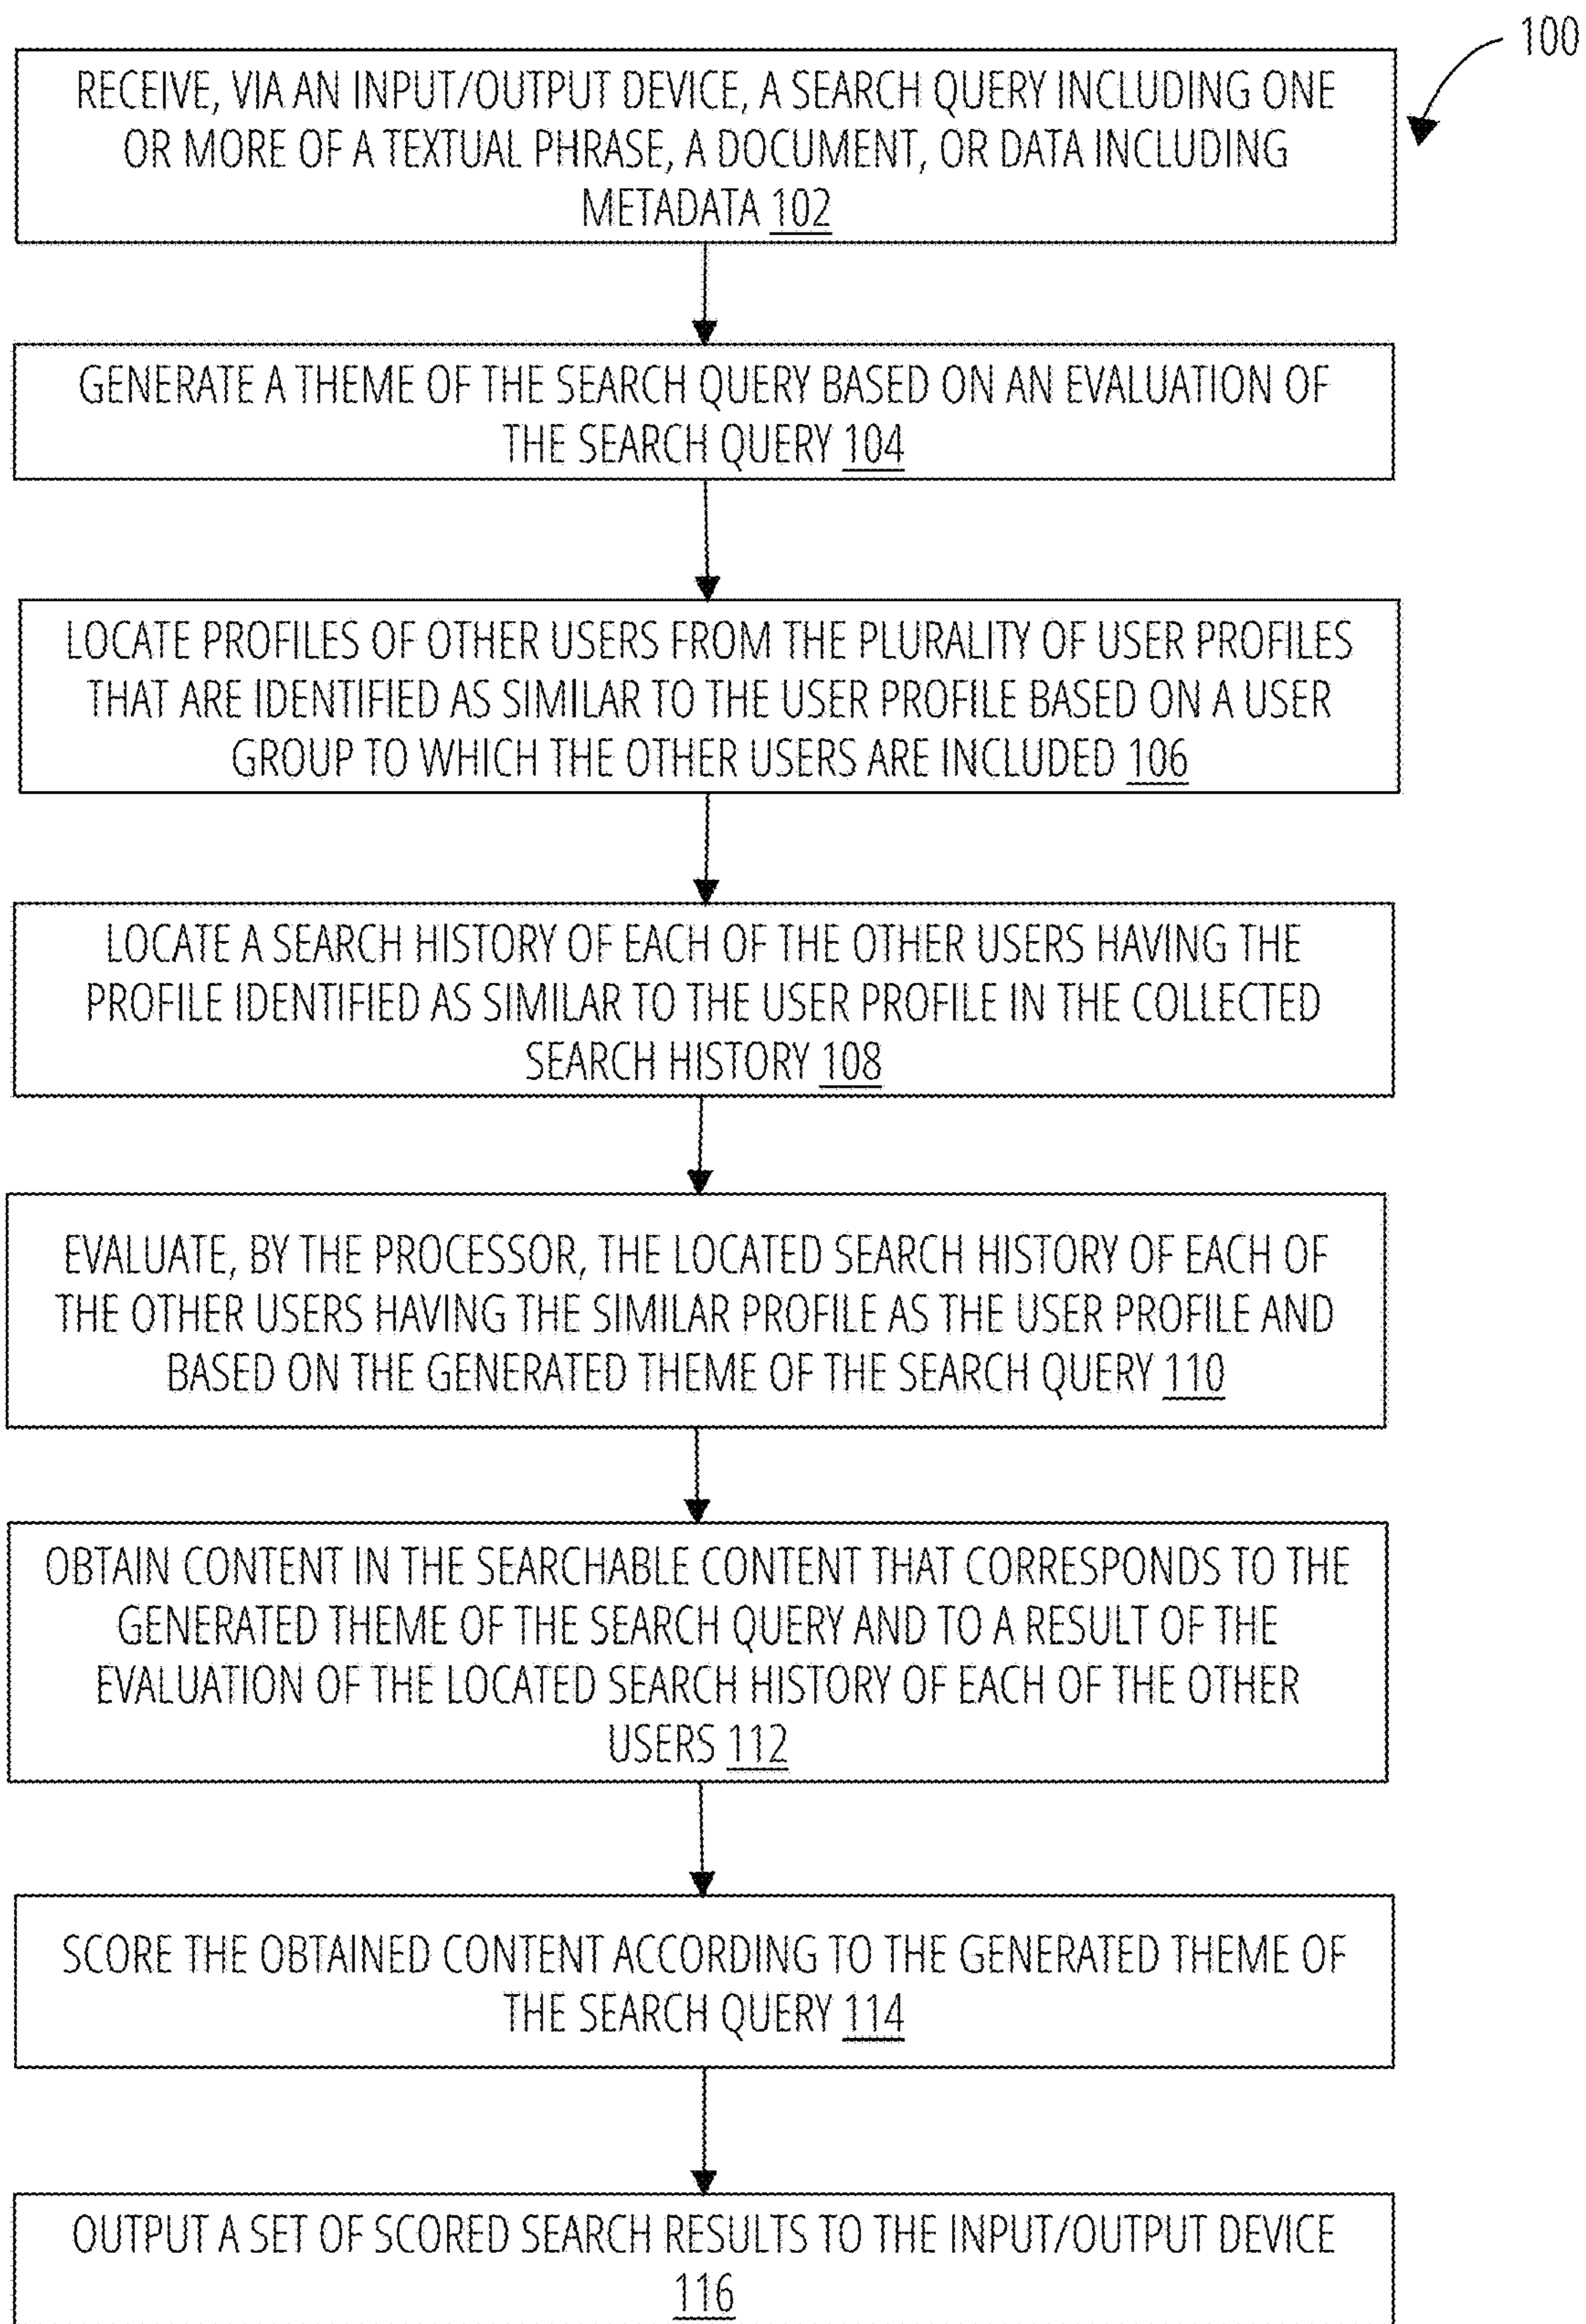 100
RECEIVE, VIA AN INPUT/OUTPUT DEVICE, A SEARCH QUERY INCLUDING ONE
OR MORE OF A TEXTUAL PHRASE, A DOCUMENT, OR DATA INCLUDING
METADATA 102
GENERATE A THEME OF THE SEARCH QUERY BASED ON AN EVALUATION OF
THE SEARCH QUERY 104
LOCATE PROFILES OF OTHER USERS FROM THE PLURALITY OF USER PROFILES
THAT ARE IDENTIFIED AS SIMILAR TO THE USER PROFILE BASED ON A USER
GROUP TO WHICH THE OTHER USERS ARE INCLUDED 106
LOCATE A SEARCH HISTORY OF EACH OF THE OTHER USERS HAVING THE
PROFILE IDENTIFIED AS SIMILAR TO THE USER PROFILE IN THE COLLECTED
SEARCH HISTORY 108
EVALUATE, BY THE PROCESSOR, THE LOCATED SEARCH HISTORY OF EACH OF
THE OTHER USERS HAVING THE SIMILAR PROFILE AS THE USER PROFILE AND
BASED ON THE GENERATED THEME OF THE SEARCH QUERY 110
OBTAIN CONTENT IN THE SEARCHABLE CONTENT THAT CORRESPONDS TO THE
GENERATED THEME OF THE SEARCH QUERY AND TO A RESULT OF THE
EVALUATION OF THE LOCATED SEARCH HISTORY OF EACH OF THE OTHER
USERS 112
SCORE THE OBTAINED CONTENT ACCORDING TO THE GENERATED THEME OF
THE SEARCH QUERY 114
OUTPUT A SET OF SCORED SEARCH RESULTS TO THE INPUT/OUTPUT DEVICE
116